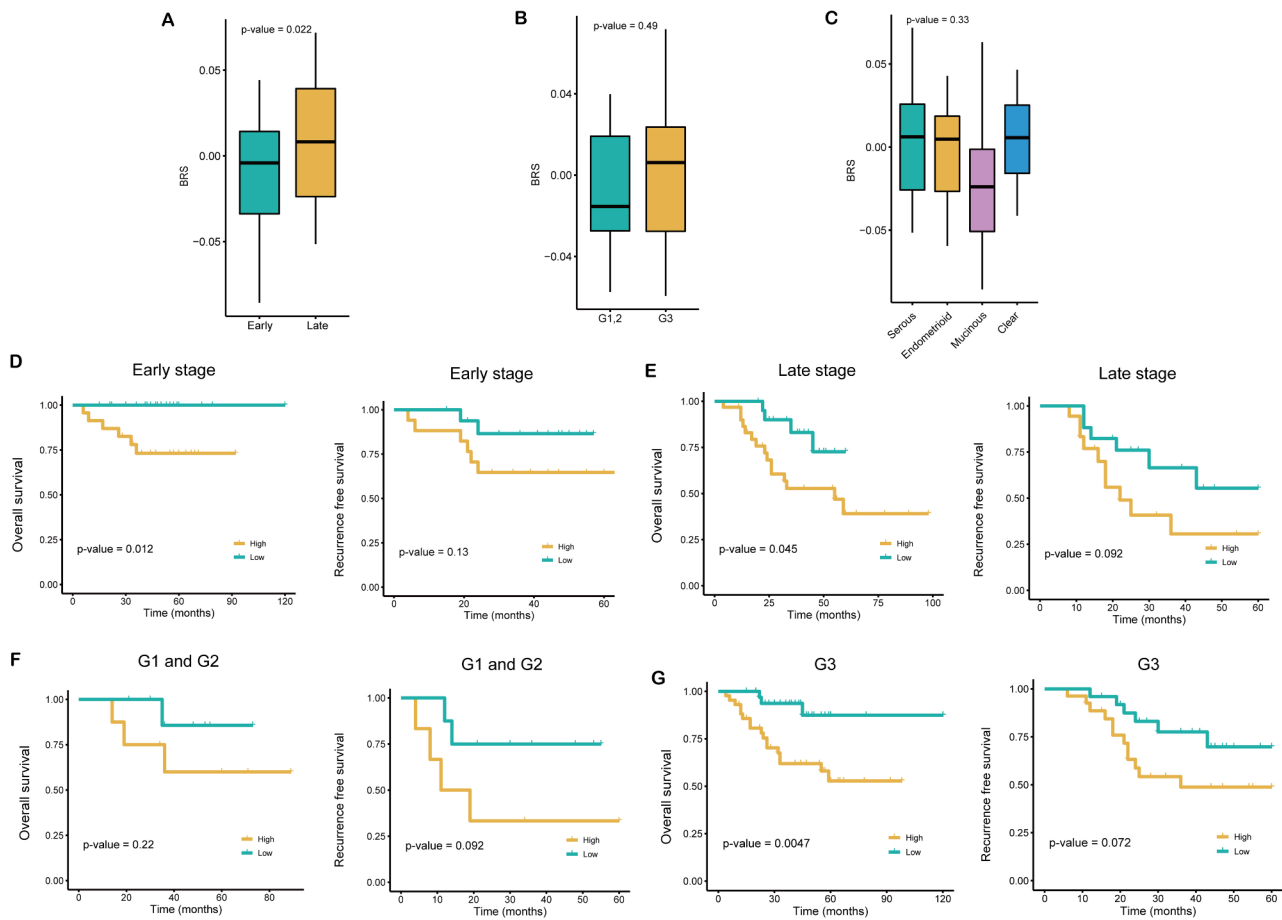 A
p-value = 0.022
BRS
0.05
0.00
−0.05
Early
Late
B
p-value = 0.49
BRS
0.04
0.00
−0.04
G1,2
G3
C
p-value = 0.33
BRS
0.05
0.00
−0.05
Serous
Endometrioid
Mucinous
Clear
D
Early stage
Overall survival
1.00
0.75
0.50
0.25
0.00
p-value = 0.012
High
Low
0 30 60 90 120
Time (months)
Early stage
Recurrence free survival
1.00
0.75
0.50
0.25
0.00
p-value = 0.13
High
Low
0 20 40 60
Time (months)
E
Late stage
Overall survival
1.00
0.75
0.50
0.25
0.00
p-value = 0.045
High
Low
0 25 50 75 100
Time (months)
Late stage
Recurrence free survival
1.00
0.75
0.50
0.25
0.00
p-value = 0.092
High
Low
0 10 20 30 40 50 60
Time (months)
F
G1 and G2
Overall survival
1.00
0.75
0.50
0.25
0.00
p-value = 0.22
High
Low
0 20 40 60 80
Time (months)
G1 and G2
Recurrence free survival
1.00
0.75
0.50
0.25
0.00
p-value = 0.092
High
Low
0 10 20 30 40 50 60
Time (months)
G
G3
Overall survival
1.00
0.75
0.50
0.25
0.00
p-value = 0.0047
High
Low
0 30 60 90 120
Time (months)
G3
Recurrence free survival
1.00
0.75
0.50
0.25
0.00
p-value = 0.072
High
Low
0 10 20 30 40 50 60
Time (months)